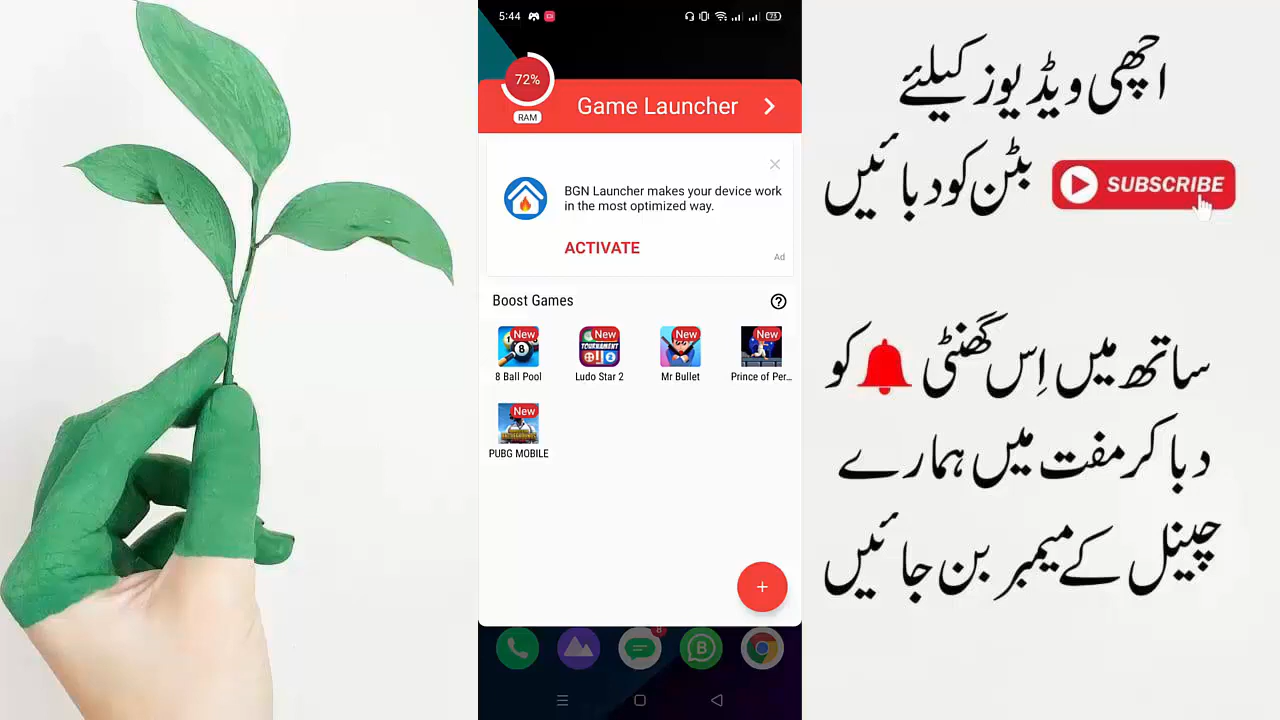 5:44
73
72%
RAM
Game Launcher
BGN Launcher makes your device work
in the most optimized way.
ACTIVATE
Ad
Boost Games
New
New
New
New
8 Ball Pool
Ludo Star 2
Mr Bullet
Prince of Per...
New
PUBG MOBILE
8
اچھی ویڈیوز کیلئے
بٹن کو دبائیں SUBSCRIBE
ساتھ میں اِس گھنٹی کو
دبا کر مفت میں ہمارے
چینل کے میمبر بن جائیں